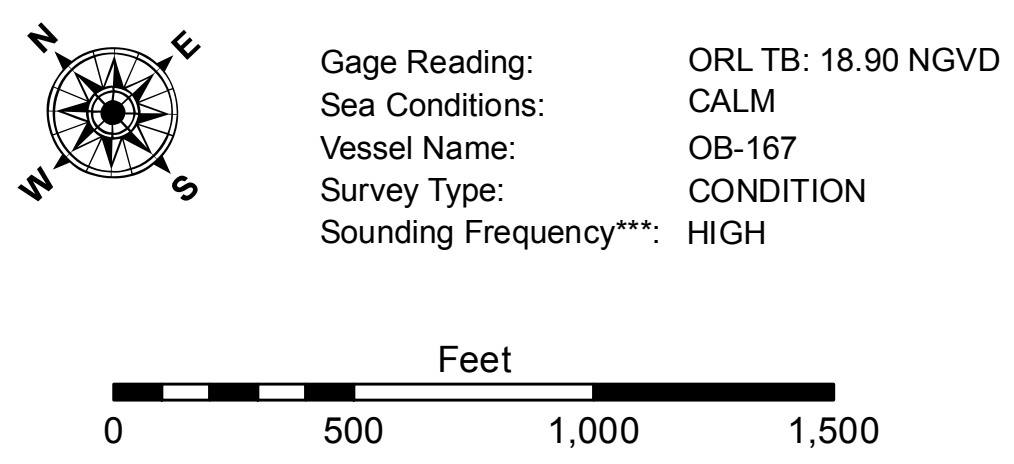 N E
W S
Gage Reading: ORL TB: 18.90 NGVD
Sea Conditions: CALM
Vessel Name: OB-167
Survey Type: CONDITION
Sounding Frequency***: HIGH
Feet
0 500 1,000 1,500